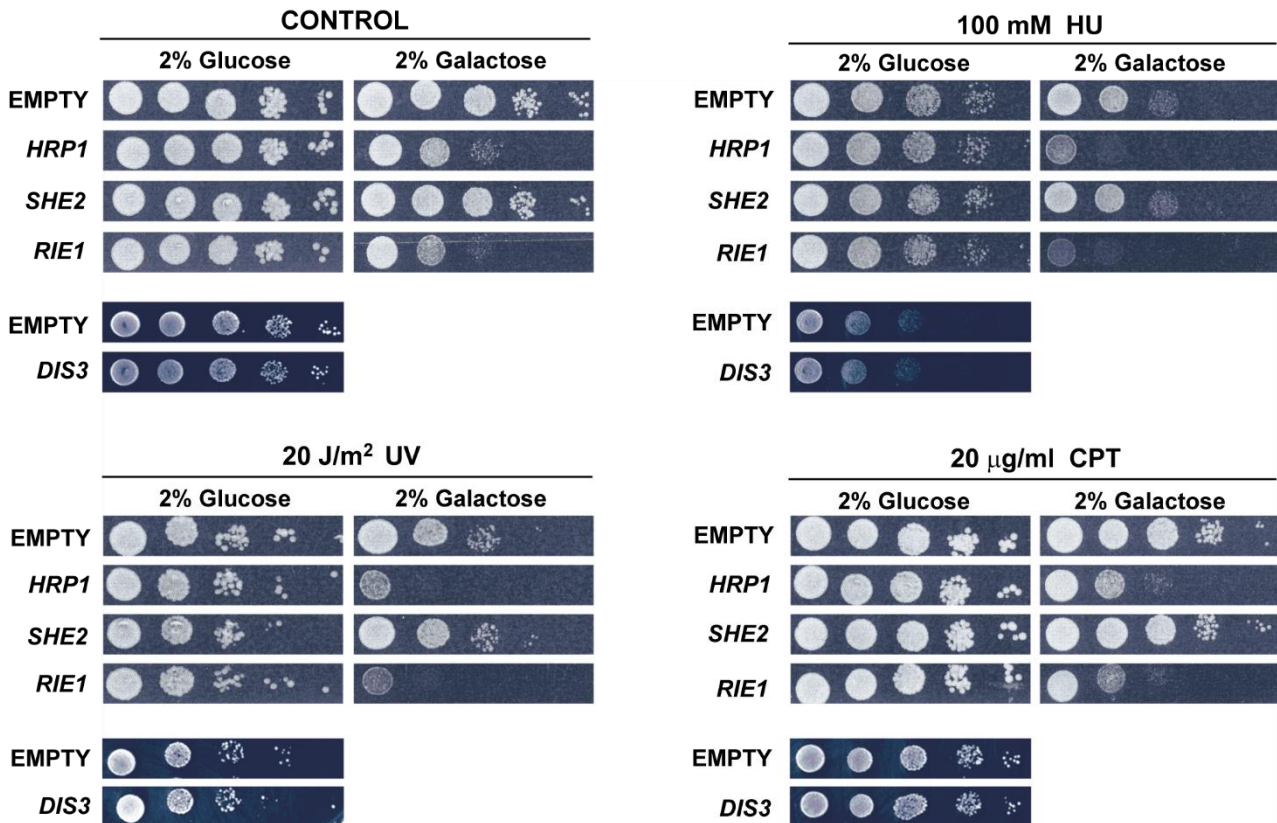 CONTROL
2% Glucose 2% Galactose
EMPTY
HRP1
SHE2
RIE1
EMPTY
DIS3
100 mM HU
2% Glucose 2% Galactose
EMPTY
HRP1
SHE2
RIE1
EMPTY
DIS3
20 J/m² UV
2% Glucose 2% Galactose
EMPTY
HRP1
SHE2
RIE1
EMPTY
DIS3
20 μg/ml CPT
2% Glucose 2% Galactose
EMPTY
HRP1
SHE2
RIE1
EMPTY
DIS3